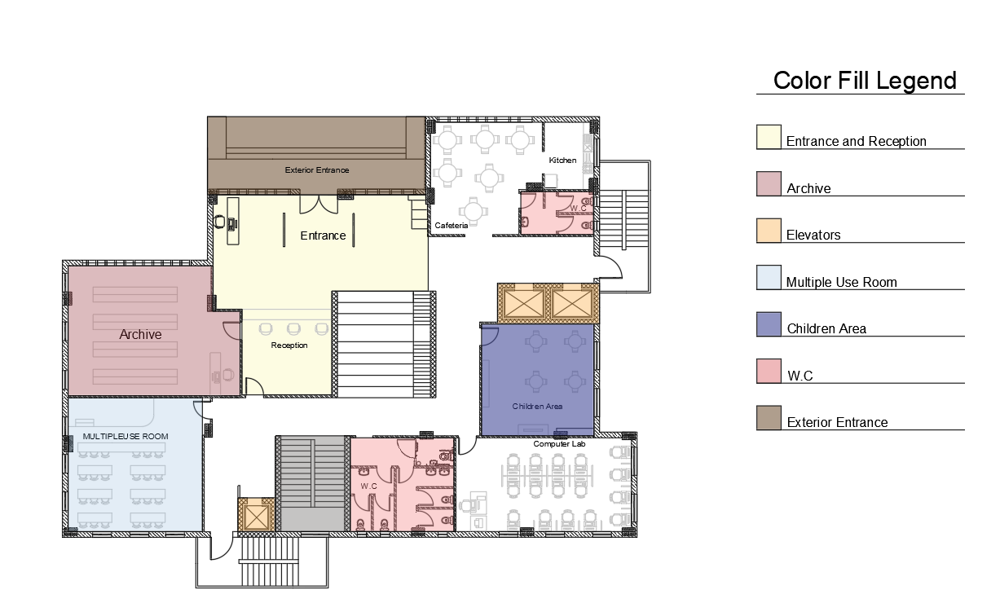 Color Fill Legend
Entrance and Reception
Archive
Elevators
Multiple Use Room
Children Area
W.C
Exterior Entrance
Exterior Entrance
Kitchen
W.C
Cafeteria
Entrance
Archive
Reception
Children Area
MULTIPLEUSE ROOM
Computer Lab
W.C